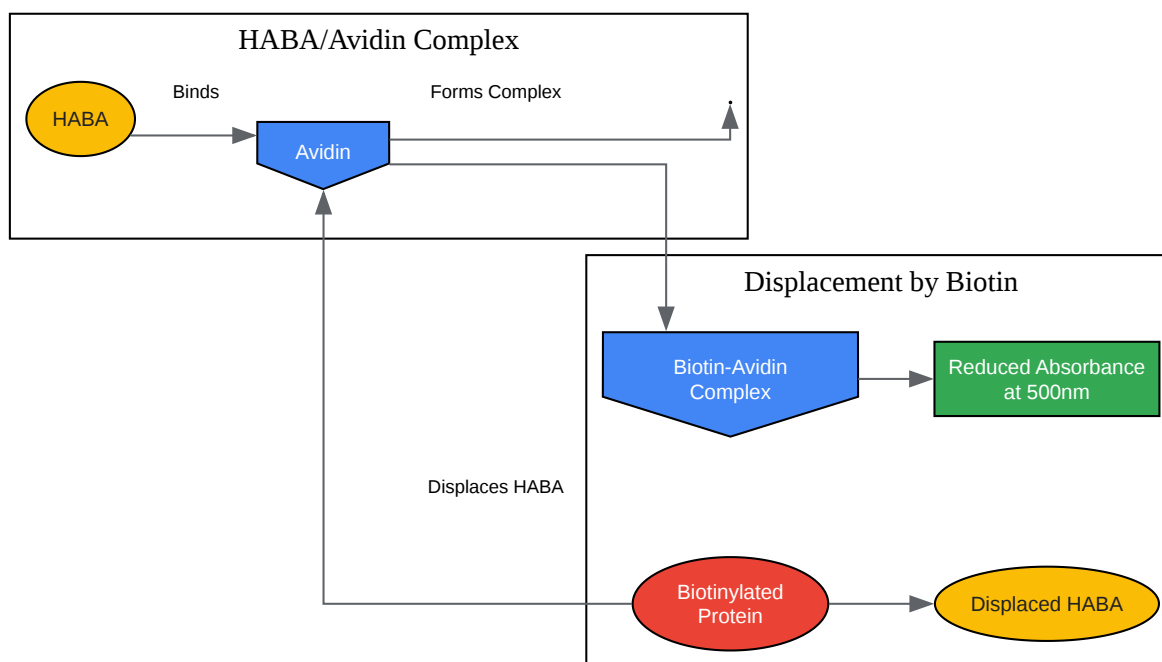 HABA/Avidin Complex
Binds
Forms Complex
HABA
Avidin
Displacement by Biotin
Biotin-Avidin
Complex
Reduced Absorbance
at 500nm
Displaces HABA
Biotinylated
Protein
Displaced HABA